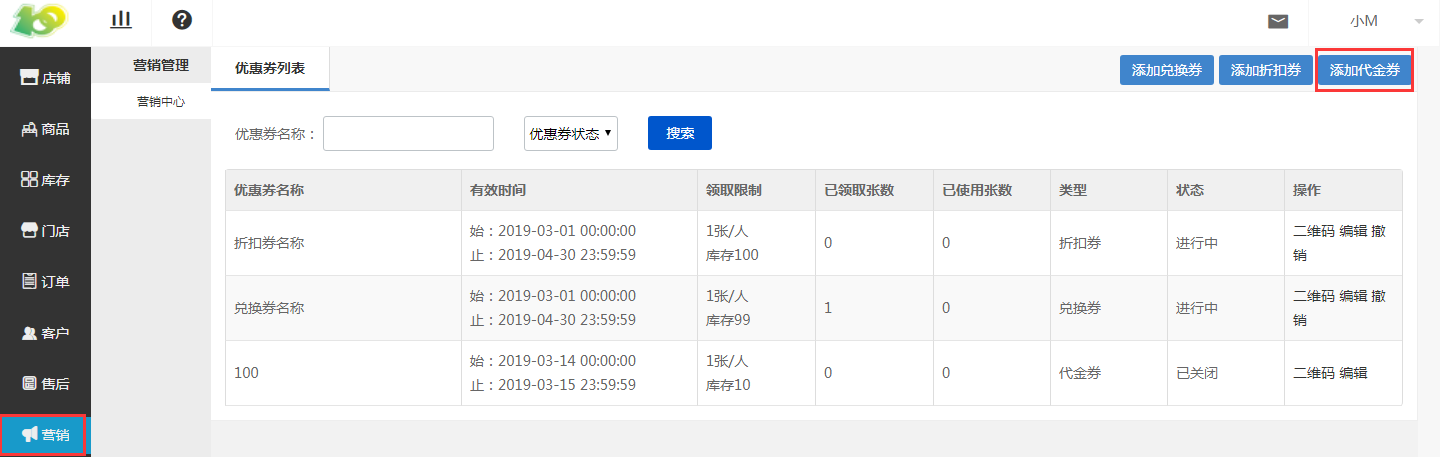 小M
店铺
商品
库存
门店
订单
客户
售后
营销
营销管理
营销中心
优惠券列表
添加兑换券 添加折扣券 添加代金券
优惠券名称： 优惠券状态 搜索
优惠券名称 有效时间 领取限制 已领取张数 已使用张数 类型 状态 操作
折扣券名称 始：2019-03-01 00:00:00 1张/人 0 0 折扣券 进行中 二维码 编辑 撤
止：2019-04-30 23:59:59 库存100 销
兑换券名称 始：2019-03-01 00:00:00 1张/人 1 0 兑换券 进行中 二维码 编辑 撤
止：2019-04-30 23:59:59 库存99 销
100 始：2019-03-14 00:00:00 1张/人 0 0 代金券 已关闭 二维码 编辑
止：2019-03-15 23:59:59 库存10